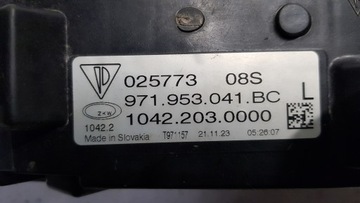 025773 08S
971.953.041.BC L
ZKW 1042.203.0000
1042.2
Made in Slovakia T971157 21.11.23 05:26:07